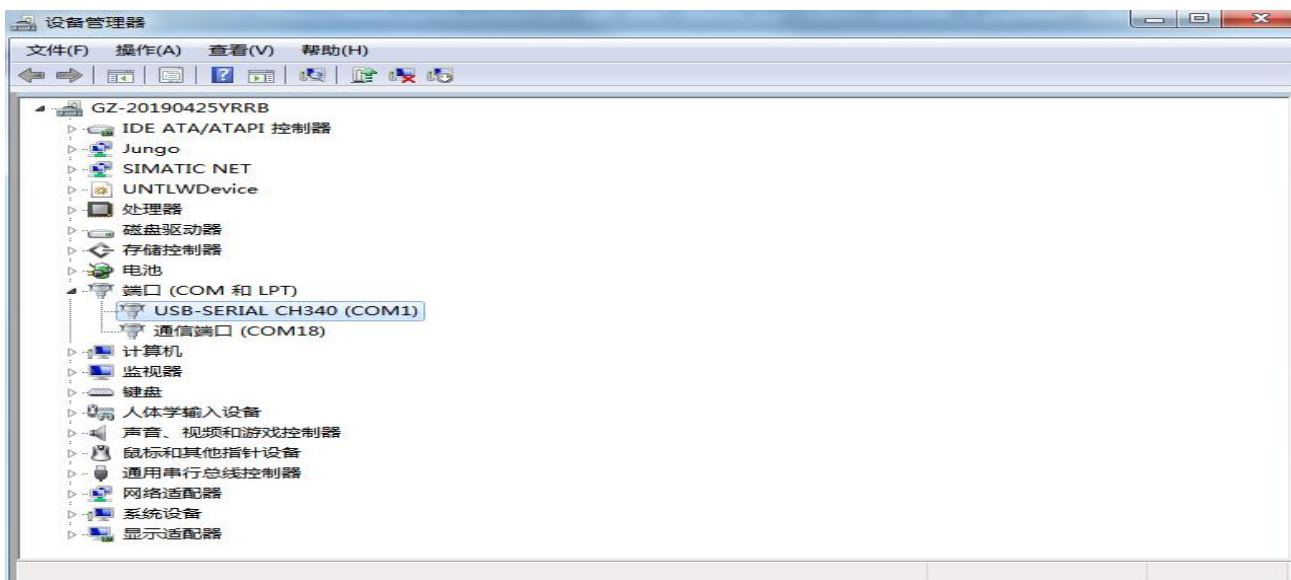 设备管理器
文件(F) 操作(A) 查看(V) 帮助(H)
GZ-20190425YRRB
IDE ATA/ATAPI 控制器
Jungo
SIMATIC NET
UNTLWDevice
处理器
磁盘驱动器
存储控制器
电池
端口 (COM 和 LPT)
USB-SERIAL CH340 (COM1)
通信端口 (COM18)
计算机
监视器
键盘
人体学输入设备
声音、视频和游戏控制器
鼠标和其他指针设备
通用串行总线控制器
网络适配器
系统设备
显示适配器